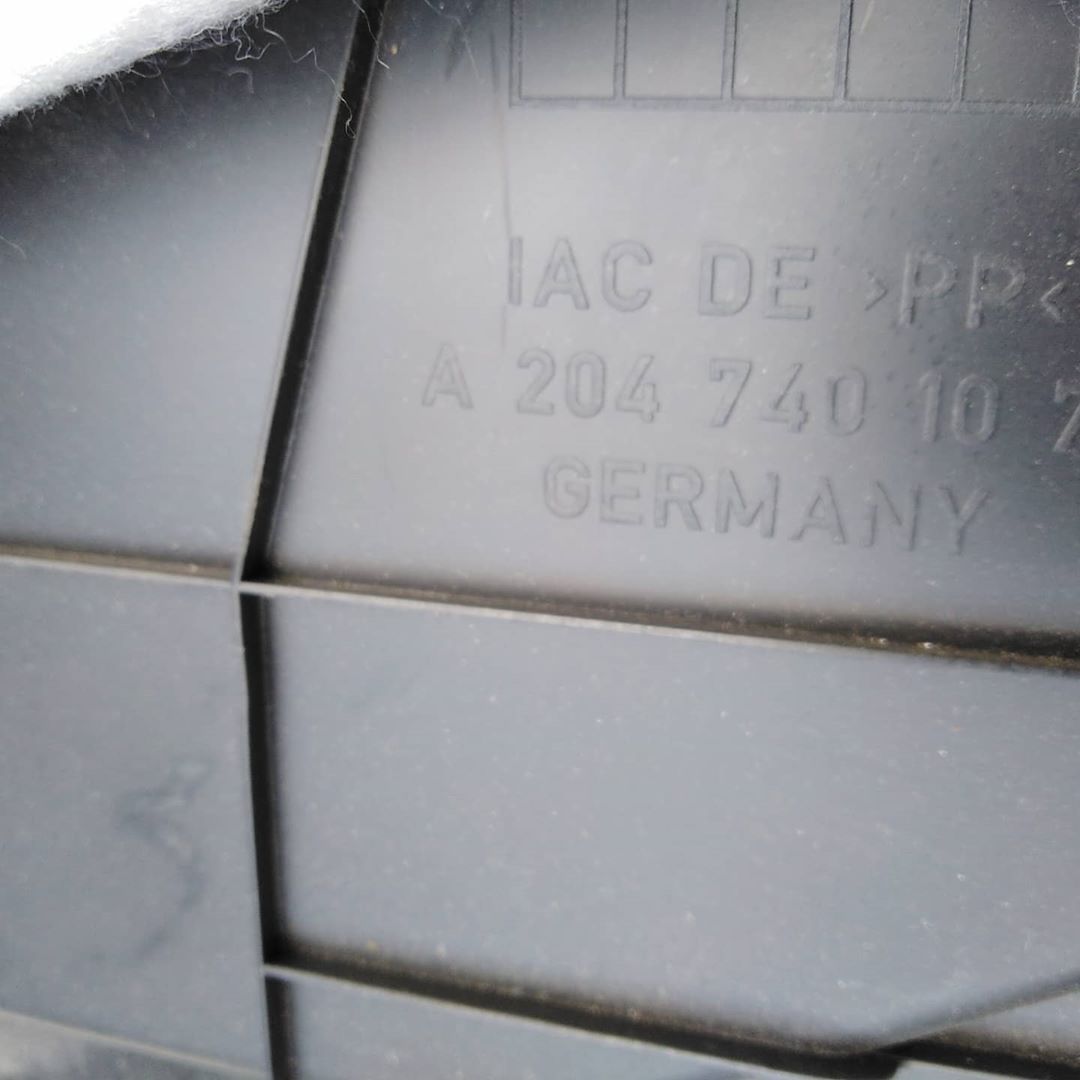 IAC DE >PP<
A 204 740 10
GERMANY